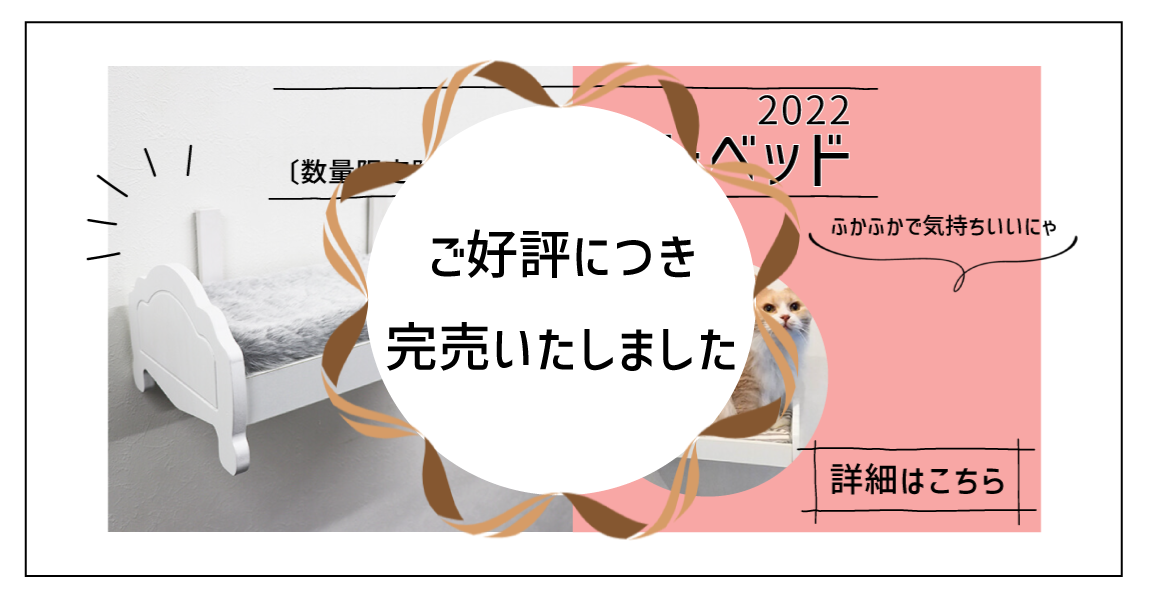 2022
ベッド
〔数量限定
ふかふかで気持ちいいにゃ
ご好評につき
完売いたしました
詳細はこちら